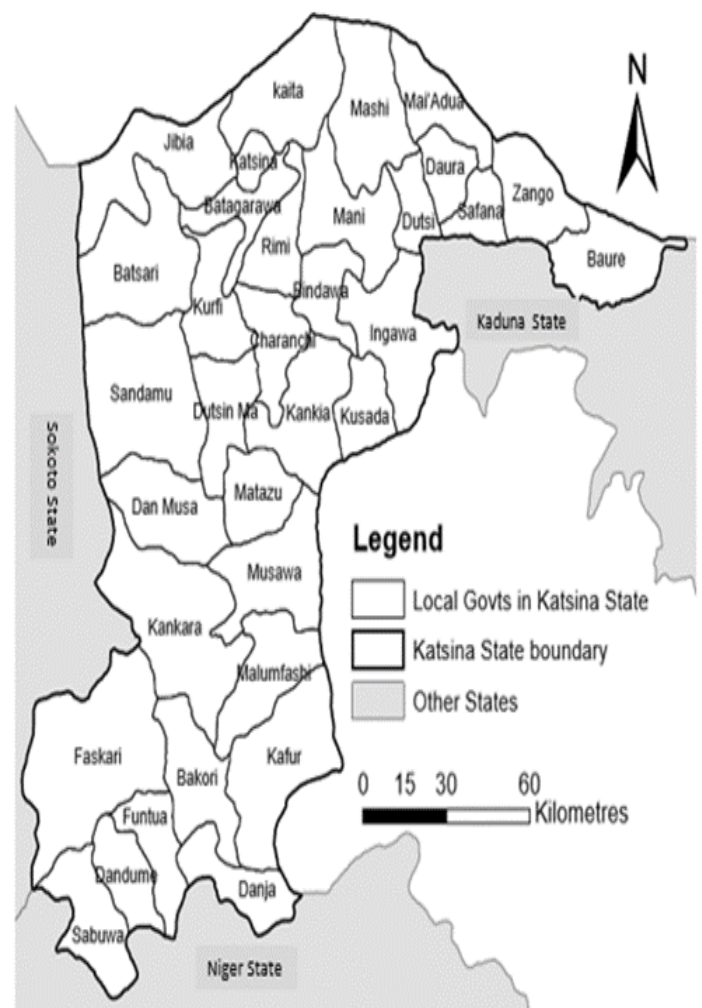 N
kaita
Mashi
Mai'Adua
Jibia
Katsina
Daura
Zango
Batagarawa
Mani
Dutsi
Safana
Rimi
Baure
Batsari
Bindawa
Kurfi
Kaduna State
Ingawa
Charanchi
Sandamu
Dutsin Ma
Kankia
Kusada
Sokoto State
Matazu
Dan Musa
Legend
Musawa
Local Govts in Katsina State
Kankara
Katsina State boundary
Malumfashi
Other States
Faskari
Kafur
Bakori
0 15 30 60
Kilometres
Funtua
Dandume
Danja
Sabuwa
Niger State